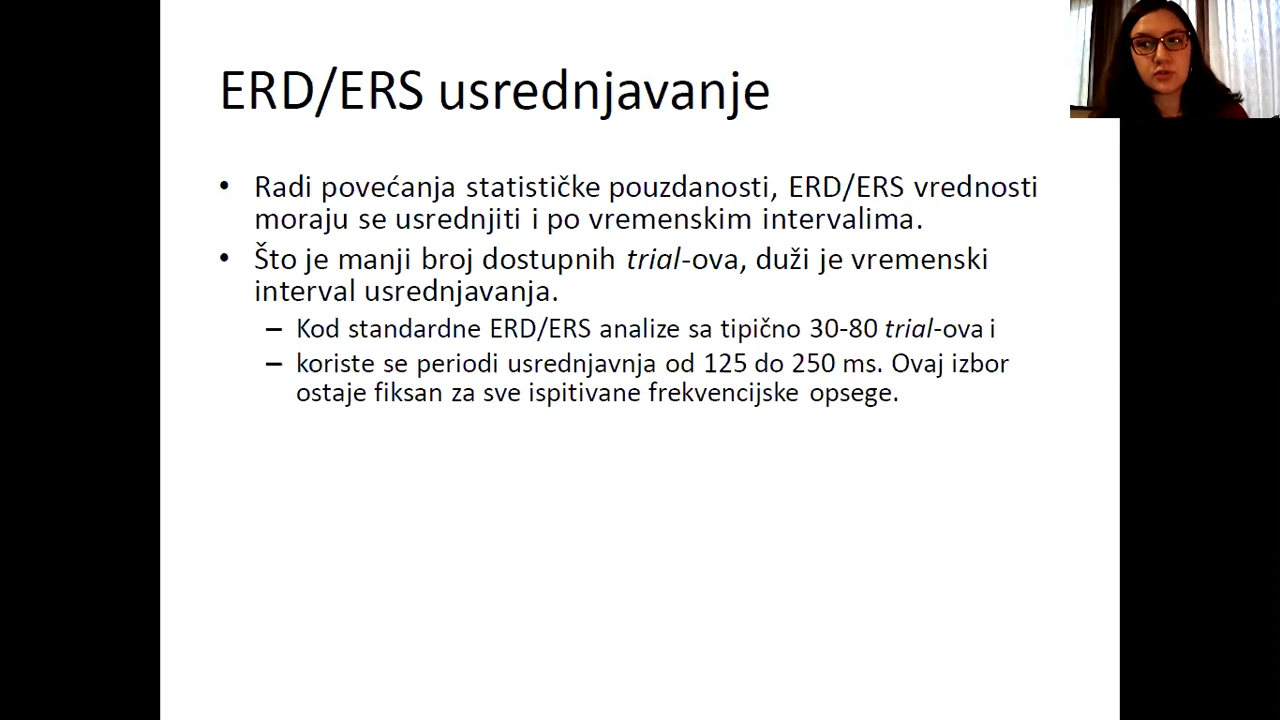 ERD/ERS usrednjavanje
• Radi povećanja statističke pouzdanosti, ERD/ERS vrednosti
moraju se usrednjiti i po vremenskim intervalima.
• Što je manji broj dostupnih trial-ova, duži je vremenski
interval usrednjavanja.
– Kod standardne ERD/ERS analize sa tipično 30-80 trial-ova i
– koriste se periodi usrednjavnja od 125 do 250 ms. Ovaj izbor
ostaje fiksan za sve ispitivane frekvencijske opsege.